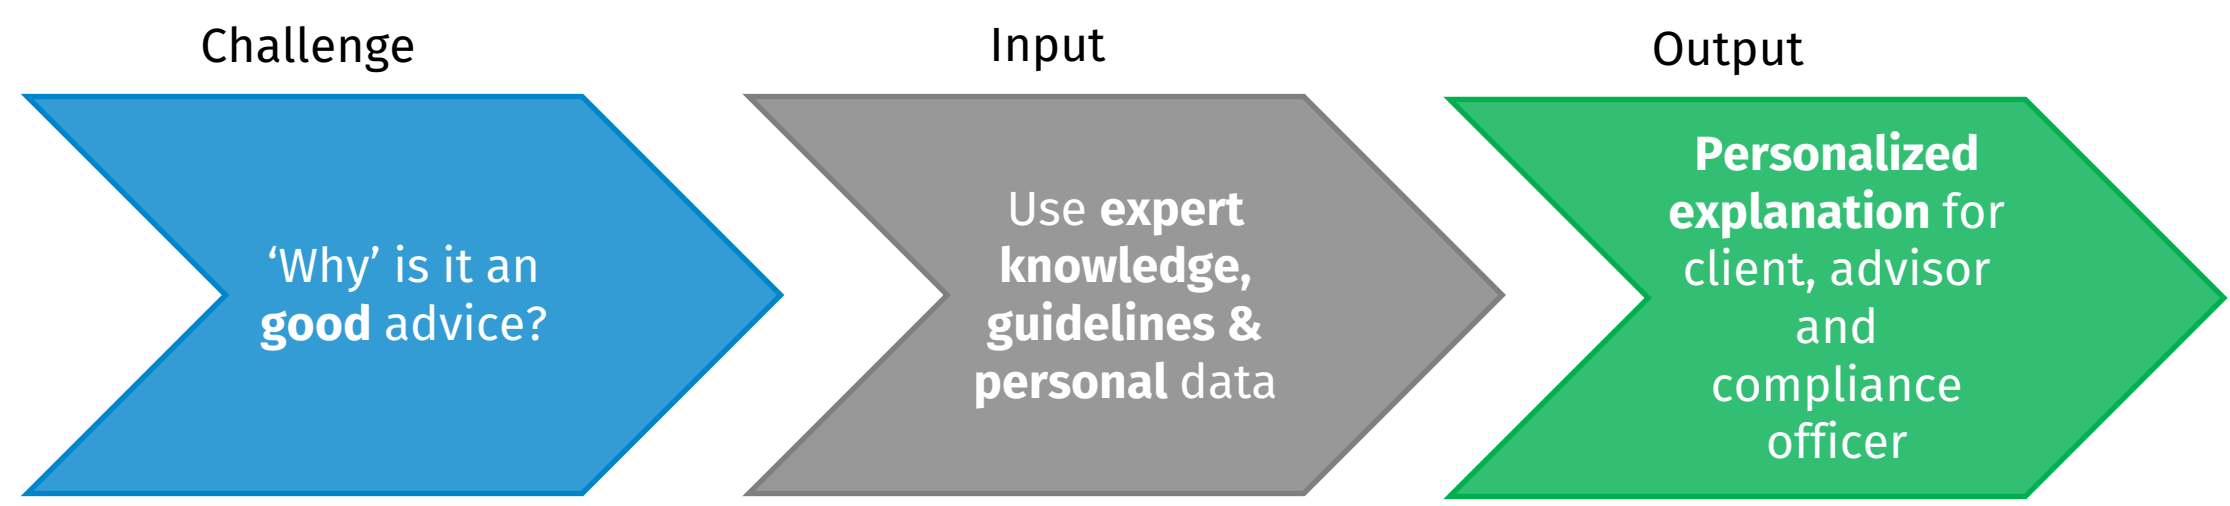 Challenge
‘Why’ is it an
good advice?
Input
Use expert
knowledge,
guidelines &
personal data
Output
Personalized
explanation for
client, advisor
and
compliance
officer